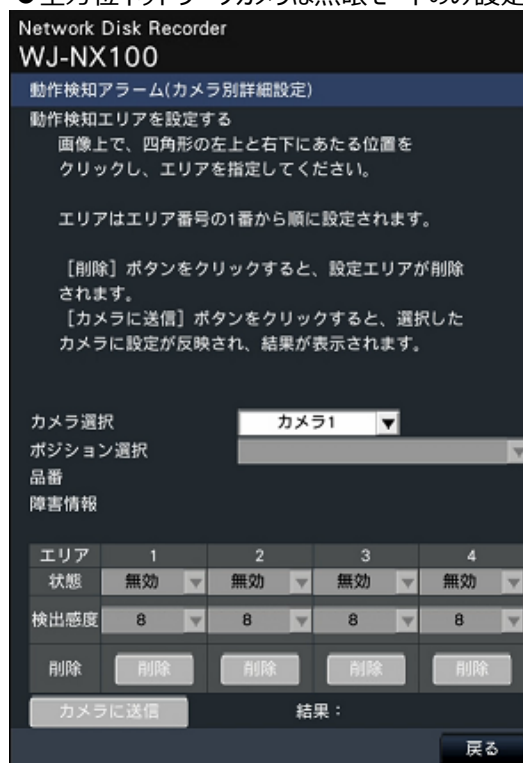 Network Disk Recorder
WJ-NX100
動作検知アラーム(カメラ別詳細設定)
動作検知エリアを設定する
画像上で、四角形の左上と右下にあたる位置を
クリックし、エリアを指定してください。
エリアはエリア番号の1番から順に設定されます。
［削除］ボタンをクリックすると、設定エリアが削除
されます。
［カメラに送信］ボタンをクリックすると、選択した
カメラに設定が反映され、結果が表示されます。
カメラ選択 カメラ1
ポジション選択
品番
障害情報
エリア 1 2 3 4
状態 無効 無効 無効 無効
検出感度 8 8 8 8
削除 削除 削除 削除 削除
カメラに送信 結果：
戻る